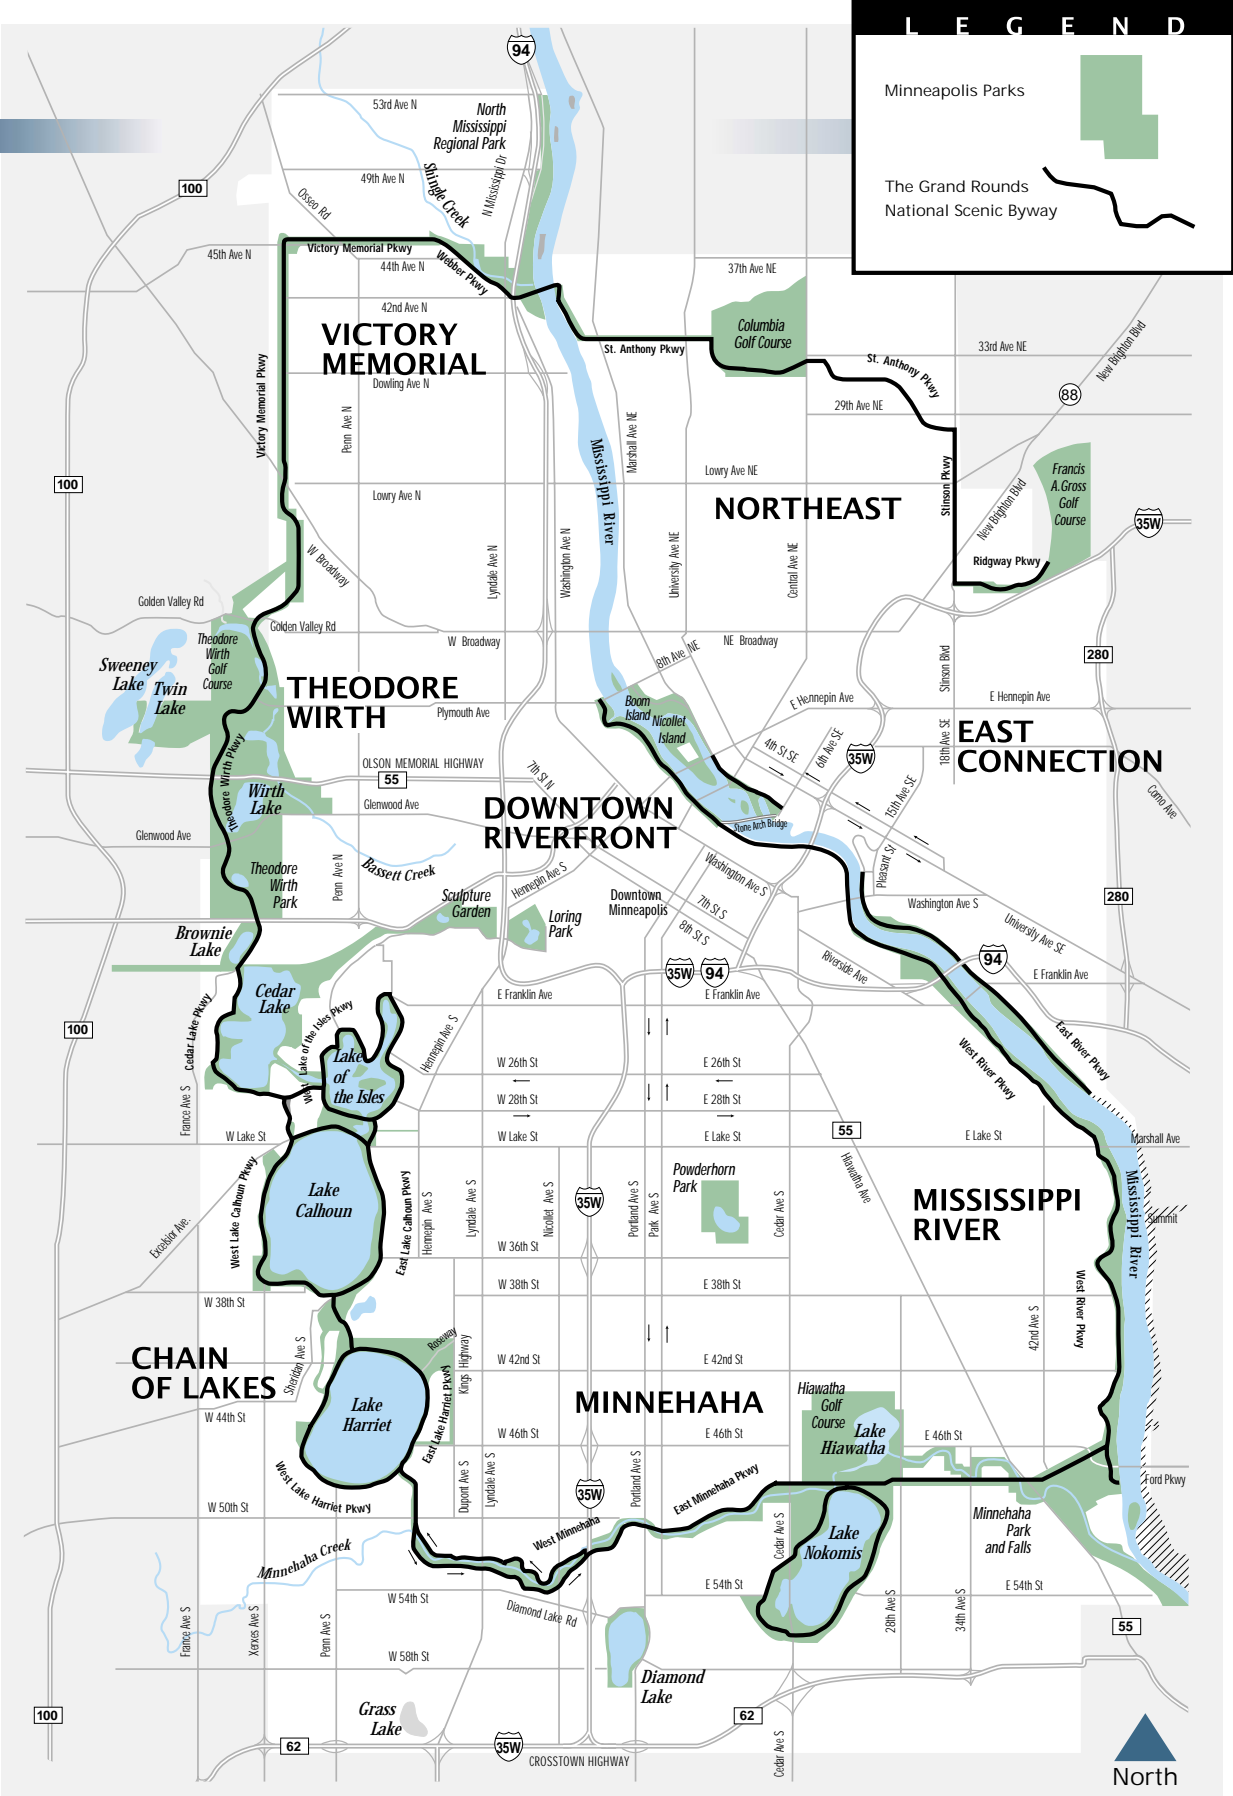 LEGEND
Minneapolis Parks
The Grand Rounds
National Scenic Byway
94
53rd Ave N
North
Mississippi
Regional Park
N Mississippi Dr
49th Ave N
Shingle Creek
Osseo Rd
100
45th Ave N
Victory Memorial Pkwy
44th Ave N
Webber Pkwy
42nd Ave N
37th Ave NE
Columbia
Golf Course
VICTORY
MEMORIAL
Dowling Ave N
Victory Memorial Pkwy
Penn Ave N
St. Anthony Pkwy
St. Anthony Pkwy
33rd Ave NE
New Brighton Blvd
88
29th Ave NE
Marshall Ave NE
Mississippi River
Lowry Ave NE
Stinson Pkwy
Francis
A.Gross
Golf
Course
100
Lowry Ave N
NORTHEAST
New Brighton Blvd
35W
W Broadway
Lyndale Ave N
Washington Ave N
University Ave NE
Central Ave NE
Ridgway Pkwy
Golden Valley Rd
Golden Valley Rd
W Broadway
NE Broadway
8th Ave NE
280
Stinson Blvd
Sweeney
Lake
Twin
Lake
Theodore
Wirth
Golf
Course
THEODORE
WIRTH
Plymouth Ave
Boom
Island
Nicollet
Island
E Hennepin Ave
E Hennepin Ave
EAST
CONNECTION
18th Ave SE
4th St SE
6th Ave SE
35W
15th Ave SE
Como Ave
Theodore Wirth Pkwy
OLSON MEMORIAL HIGHWAY
55
7th St N
Wirth
Lake
Glenwood Ave
Glenwood Ave
DOWNTOWN
RIVERFRONT
Stone Arch Bridge
Bassett Creek
Theodore
Wirth
Park
Penn Ave N
Sculpture
Garden
Hennepin Ave S
Loring
Park
Downtown
Minneapolis
Washington Ave S
7th St S
8th St S
Pleasant St
Washington Ave S
University Ave SE
280
Brownie
Lake
Riverside Ave
94
E Franklin Ave
35W
94
Cedar
Lake
E Franklin Ave
E Franklin Ave
Cedar Lake Pkwy
West Lake of the Isles Pkwy
100
Hennepin Ave S
Lake
of
the Isles
W 26th St
E 26th St
W 28th St
E 28th St
East River Pkwy
West River Pkwy
France Ave S
W Lake St
W Lake St
E Lake St
55
E Lake St
Marshall Ave
Hiawatha Ave
Powderhorn
Park
West Lake Calhoun Pkwy
Lake
Calhoun
East Lake Calhoun Pkwy
Hennepin Ave S
Lyndale Ave S
Nicollet Ave S
35W
Portland Ave S
Park Ave S
Cedar Ave S
MISSISSIPPI
RIVER
Mississippi River
Summit
Excelsior Ave.
W 36th St
W 38th St
W 38th St
E 38th St
West River Pkwy
42nd Ave S
CHAIN
OF LAKES
Sheridan Ave S
Roseway
Kings Highway
W 42nd St
E 42nd St
W 44th St
Lake
Harriet
East Lake Harriet Pkwy
MINNEHAHA
Hiawatha
Golf
Course
Lake
Hiawatha
W 46th St
E 46th St
E 46th St
Ford Pkwy
West Lake Harriet Pkwy
Dupont Ave S
Lyndale Ave S
35W
Portland Ave S
East Minnehaha Pkwy
W 50th St
West Minnehaha
Minnehaha
Park
and Falls
Cedar Ave S
Lake
Nokomis
Minnehaha Creek
W 54th St
Diamond Lake Rd
E 54th St
E 54th St
France Ave S
Xerxes Ave S
Penn Ave S
28th Ave S
34th Ave S
55
W 58th St
Diamond
Lake
Grass
Lake
100
62
62
35W
CROSSTOWN HIGHWAY
Cedar Ave S
North